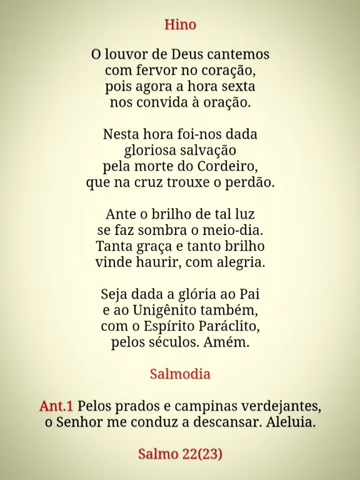 Hino
O louvor de Deus cantemos
com fervor no coração,
pois agora a hora sexta
nos convida à oração.
Nesta hora foi-nos dada
gloriosa salvação
pela morte do Cordeiro,
que na cruz trouxe o perdão.
Ante o brilho de tal luz
se faz sombra o meio-dia.
Tanta graça e tanto brilho
vinde haurir, com alegria.
Seja dada a glória ao Pai
e ao Unigênito também,
com o Espírito Paráclito,
pelos séculos. Amém.
Salmodia
Ant.1 Pelos prados e campinas verdejantes,
o Senhor me conduz a descansar. Aleluia.
Salmo 22(23)